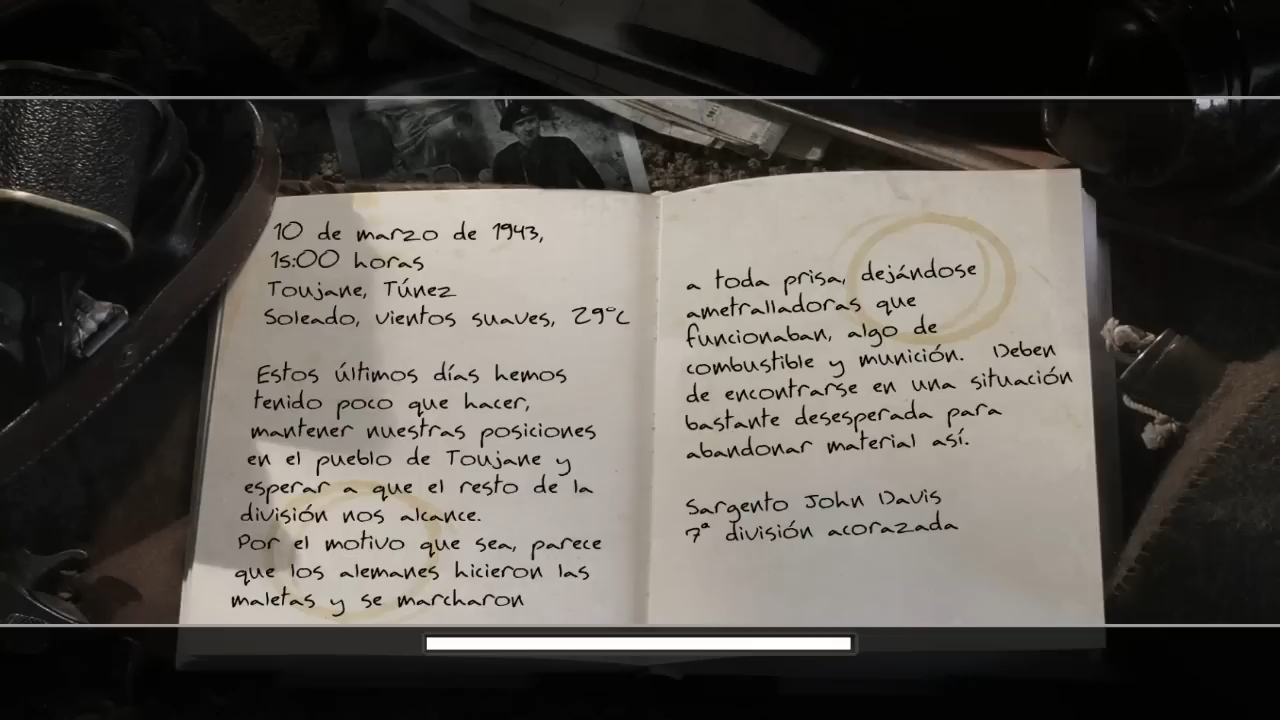 10 de marzo de 1943,
15:00 horas
Toujane, Túnez
Soleado, vientos suaves, 29°C
Estos últimos días hemos
tenido poco que hacer,
mantener nuestras posiciones
en el pueblo de Toujane y
esperar a que el resto de la
división nos alcance.
Por el motivo que sea, parece
que los alemanes hicieron las
maletas y se marcharon
a toda prisa, dejándose
ametralladoras que
funcionaban, algo de
combustible y munición. Deben
de encontrarse en una situación
bastante desesperada para
abandonar material así.
Sargento John Davis
7ª división acorazada